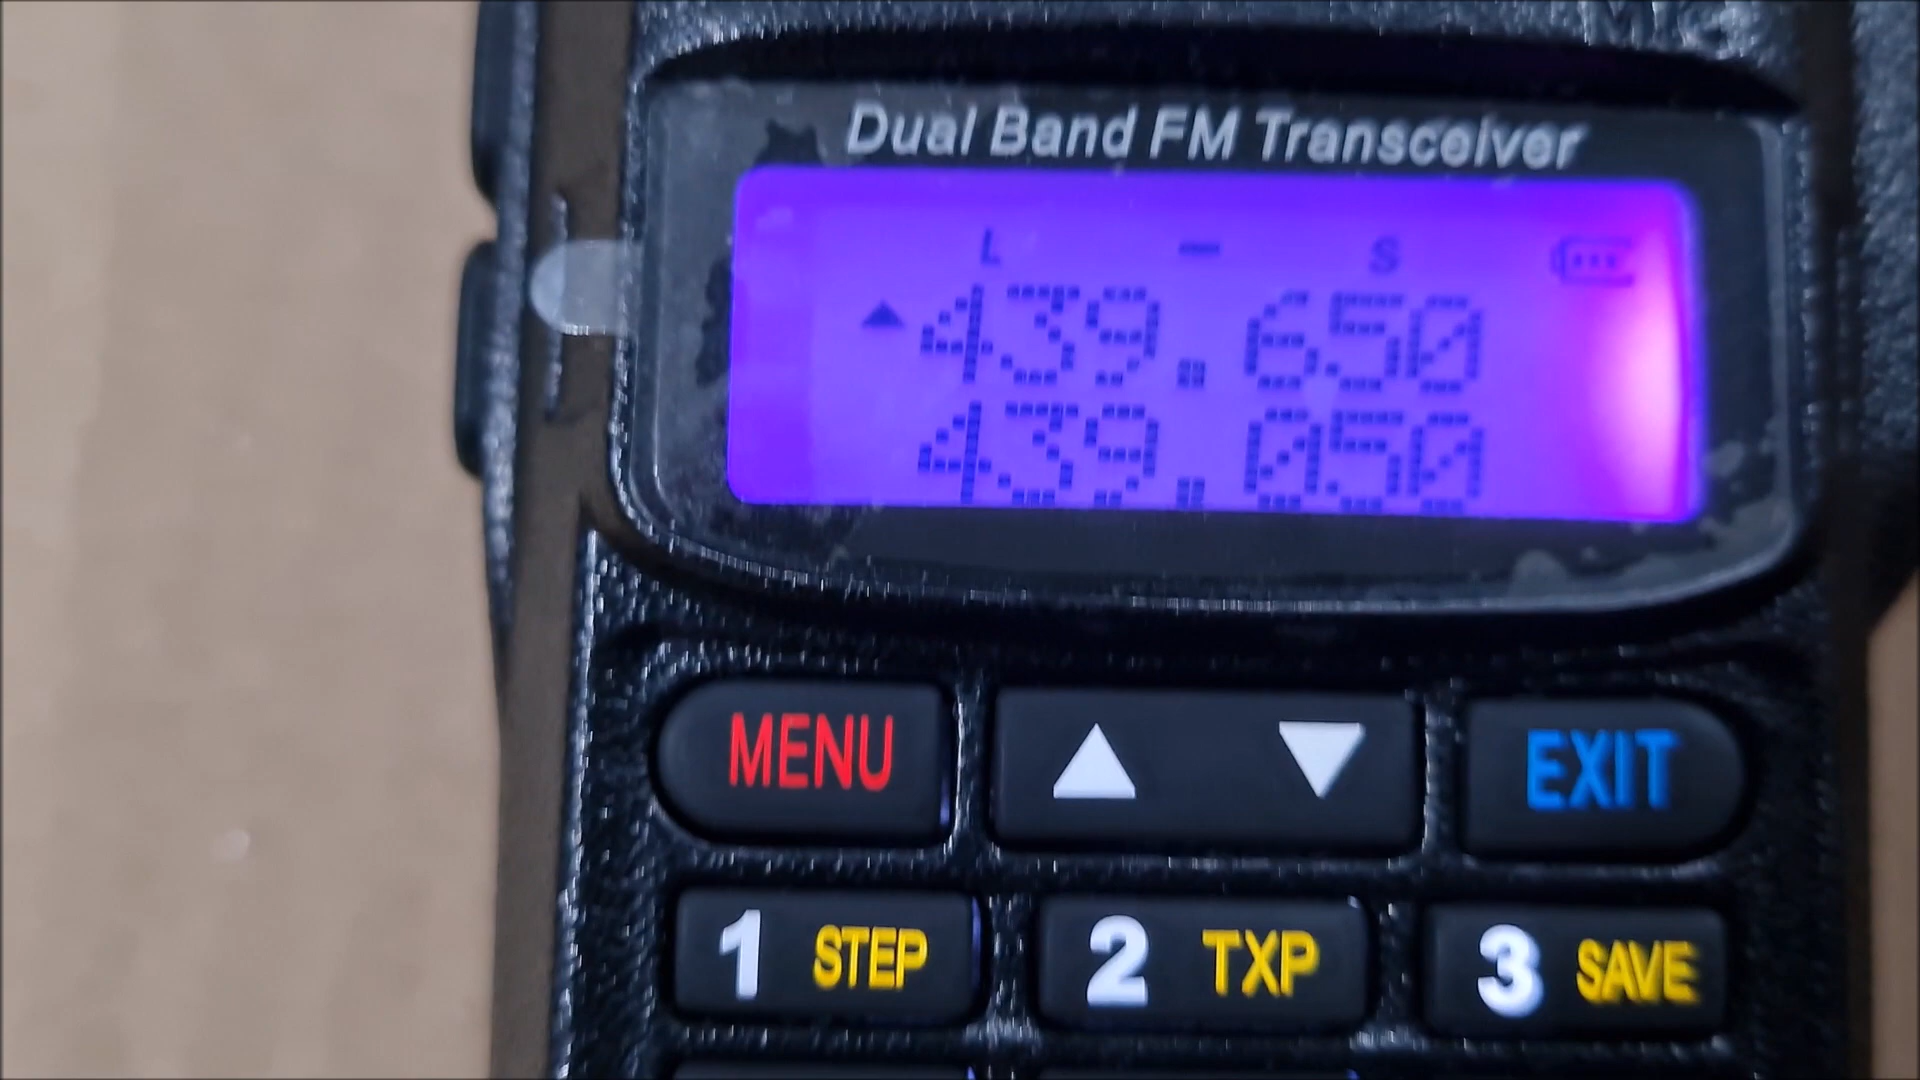 Dual Band FM Transceiver
L - S
▲439.650
439.050
MENU ▲ ▼ EXIT
1 STEP 2 TXP 3 SAVE